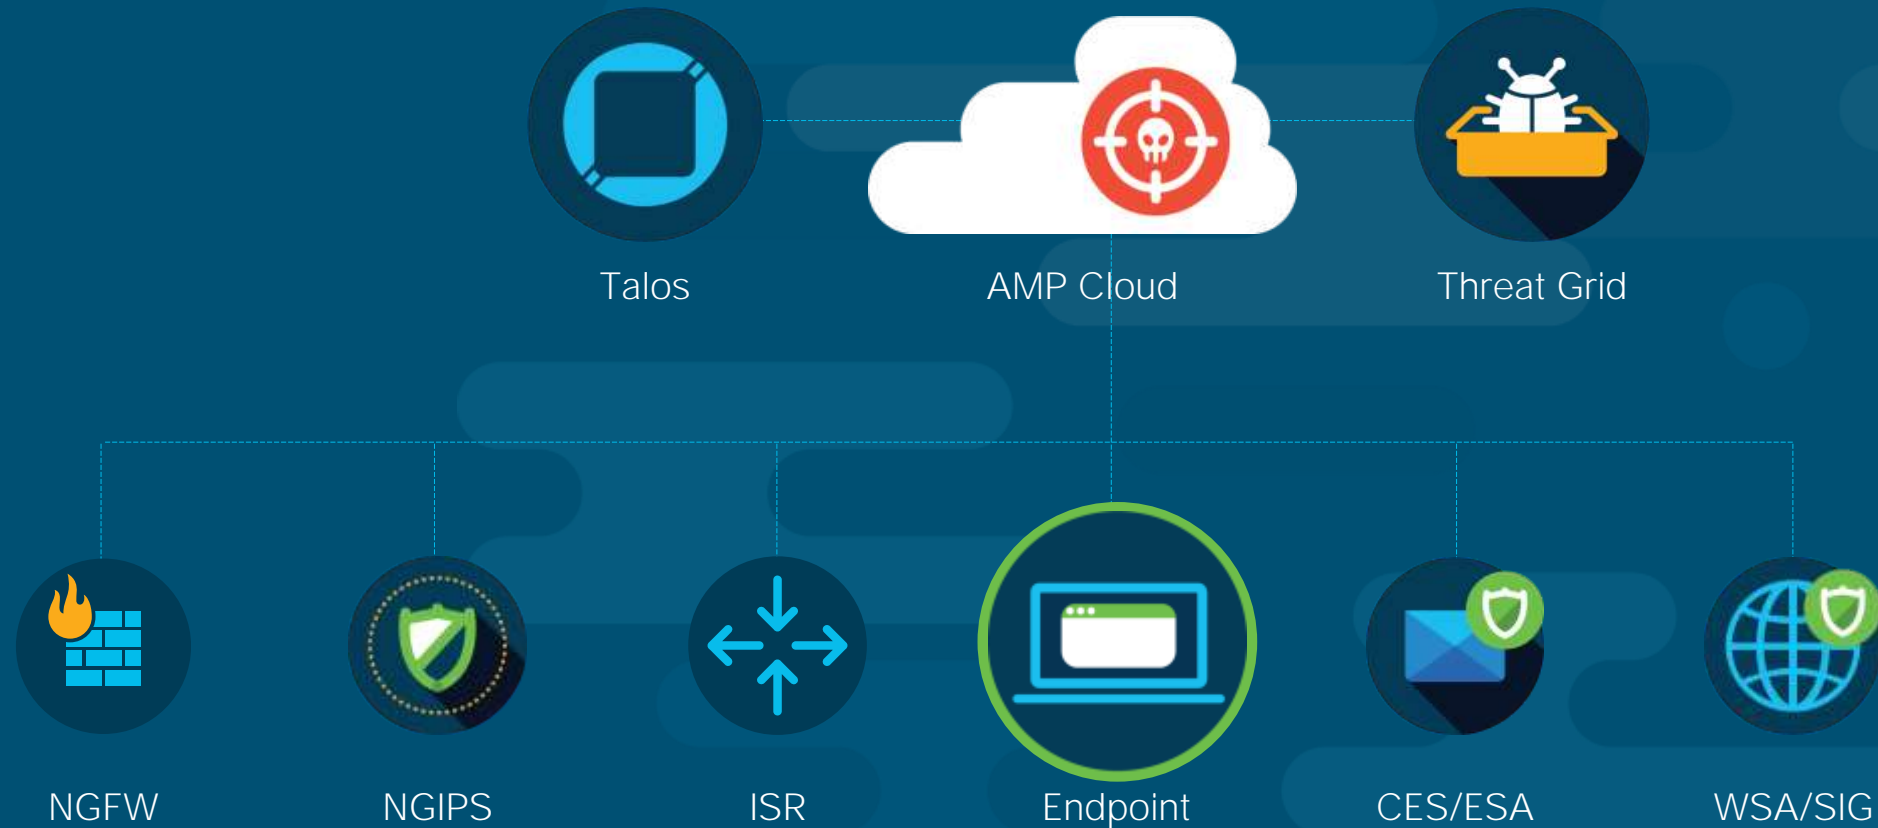 Talos
AMP Cloud
Threat Grid
NGFW
NGIPS
ISR
Endpoint
CES/ESA
WSA/SIG